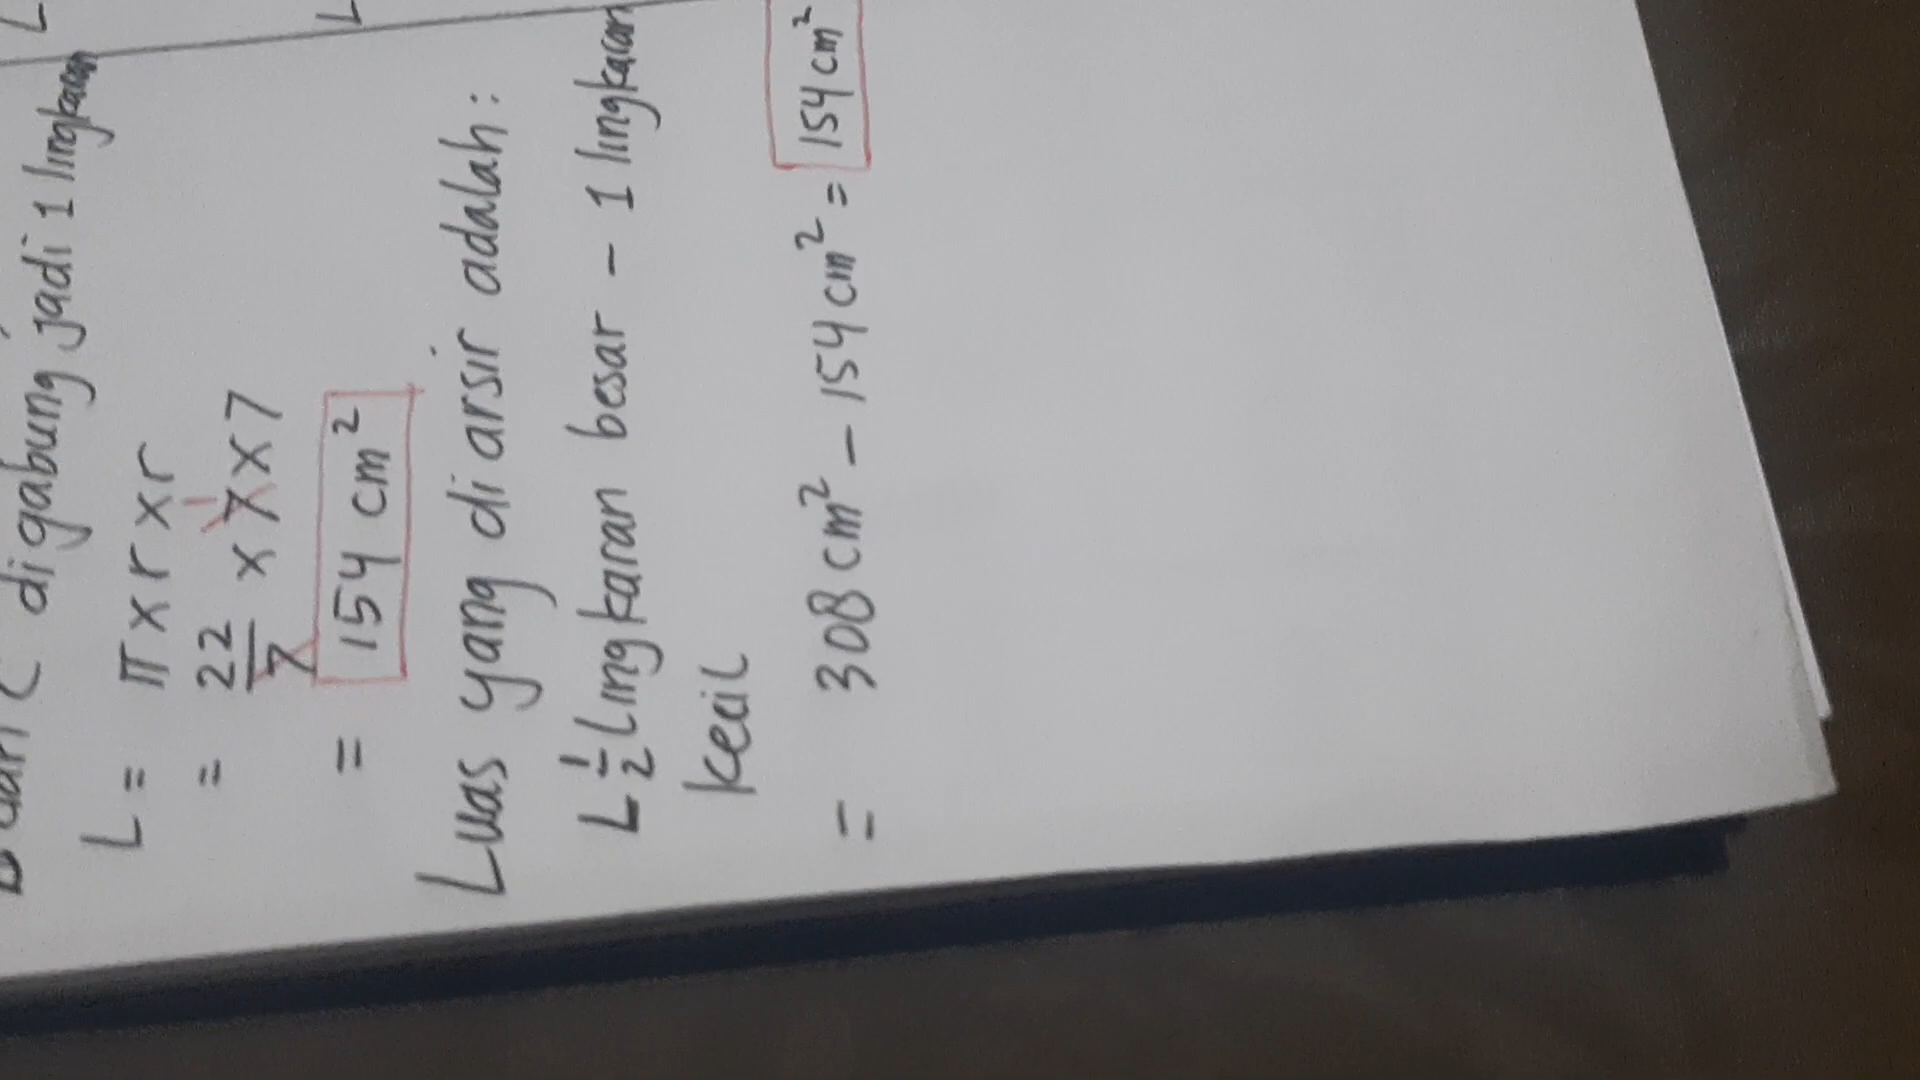 digabung jadi 1 lingkaran
L = π x r x r
= 22/7 x 7 x 7
1
= 154 cm²
Luas yang di arsir adalah:
L 1/2 Lingkaran besar - 1 lingkaran
kecil
= 308 cm² - 154 cm² = 154 cm²